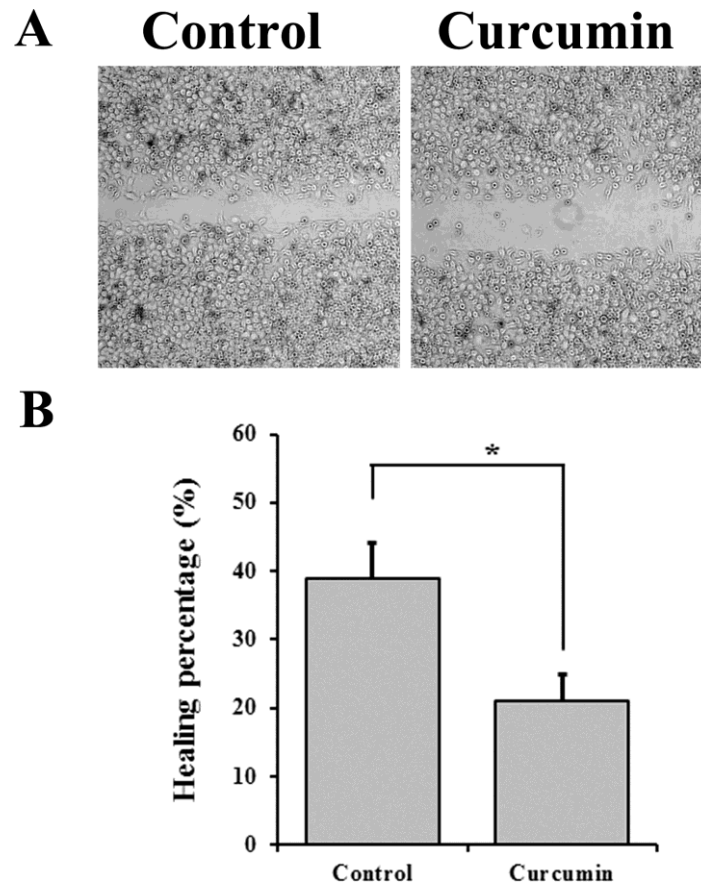 A
Control
Curcumin
B
Healing percentage (%)
60
50
40
30
20
10
0
*
Control
Curcumin